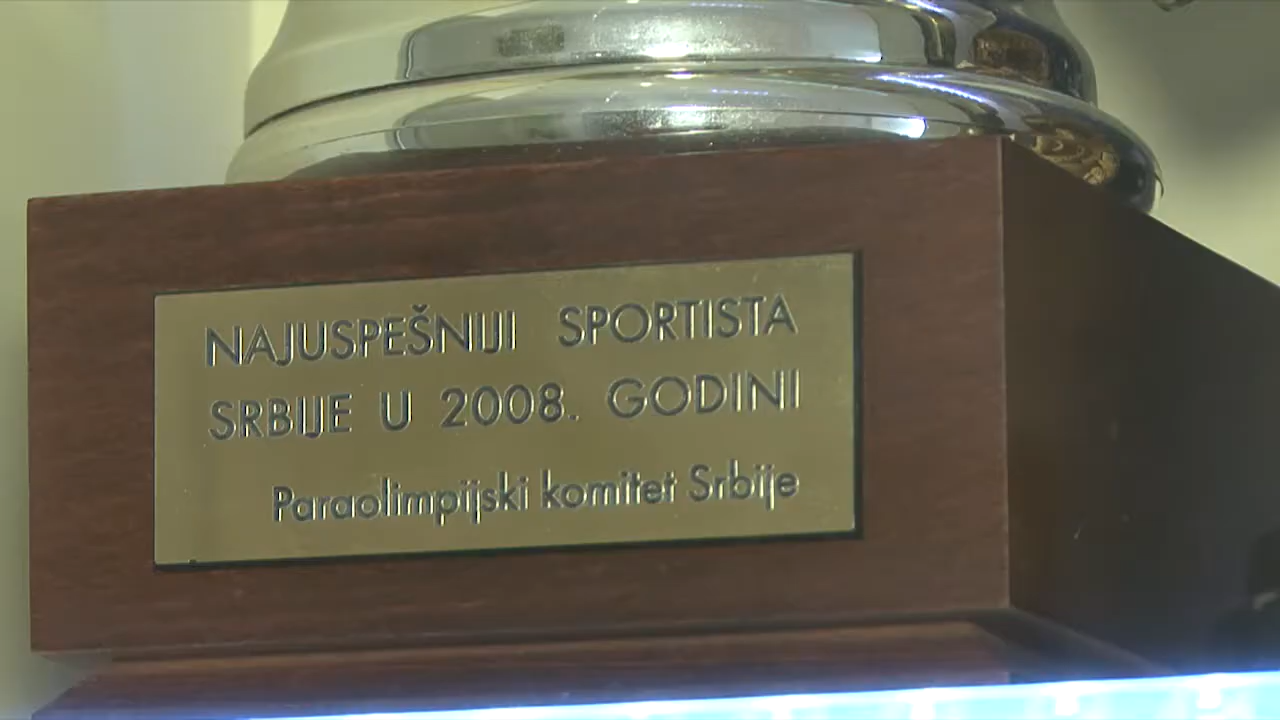 NAJUSPEŠNIJI SPORTISTA
SRBIJE U 2008. GODINI
Paraolimpijski komitet Srbije